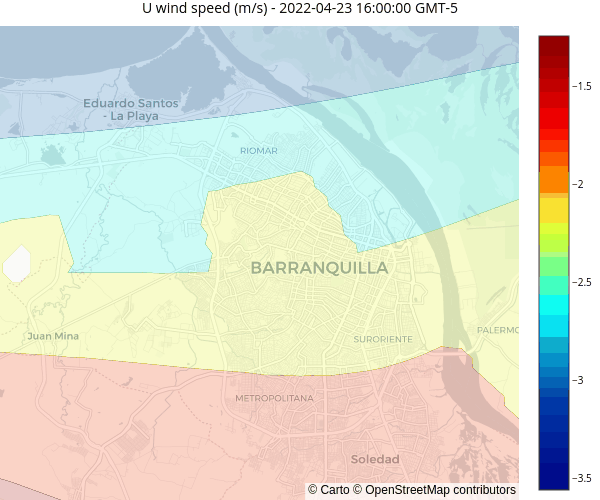 U wind speed (m/s) - 2022-04-23 16:00:00 GMT-5
Eduardo Santos
- La Playa
RIOMAR
BARRANQUILLA
Juan Mina
SURORIENTE
PALERMO
METROPOLITANA
Soledad
© Carto © OpenStreetMap contributors
−1.5
−2
−2.5
−3
−3.5